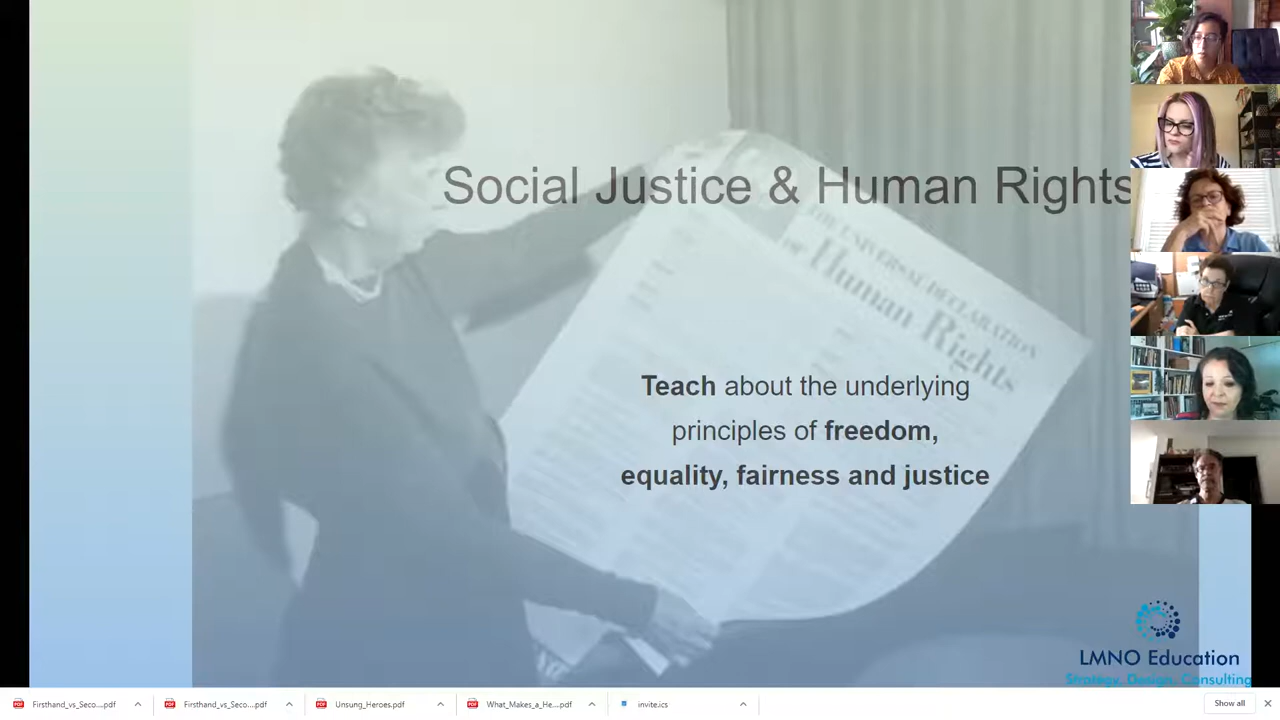 Social Justice & Human Rights
THE UNIVERSAL DECLARATION
OF Human Rights
Teach about the underlying
principles of freedom,
equality, fairness and justice
LMNO Education
Strategy, Design, Consulting
Firsthand_vs_Seco....pdf
Firsthand_vs_Seco....pdf
Unsung_Heroes.pdf
What_Makes_a_He....pdf
invite.ics
Show all